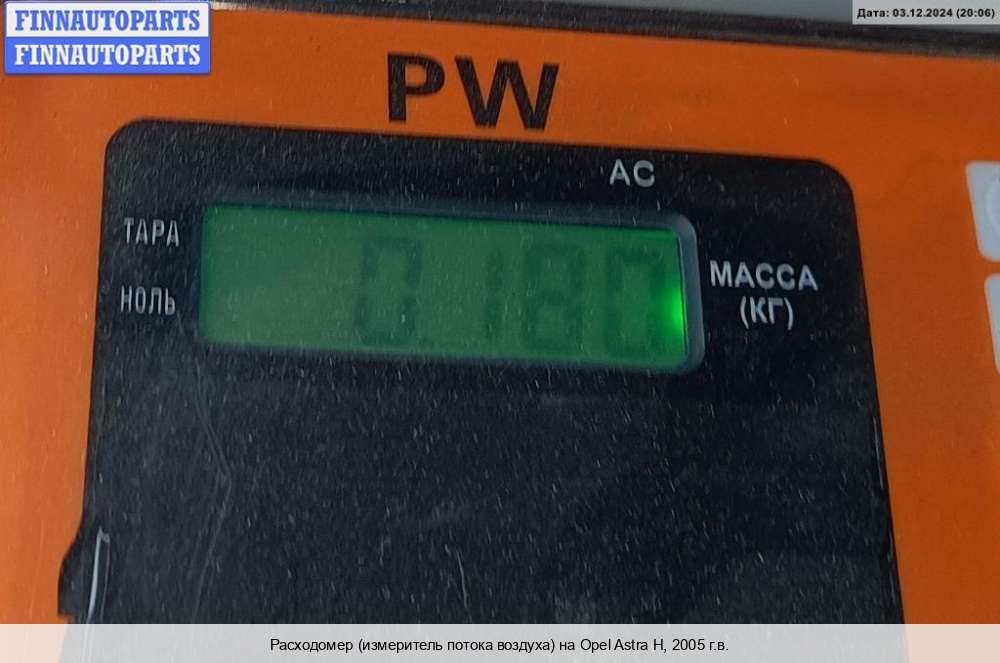 FINNAUTOPARTS
FINNAUTOPARTS
Дата: 03.12.2024 (20:06)
PW
AC
ТАРА
НОЛЬ
0.180
МАССА
(КГ)
Расходомер (измеритель потока воздуха) на Opel Astra H, 2005 г.в.